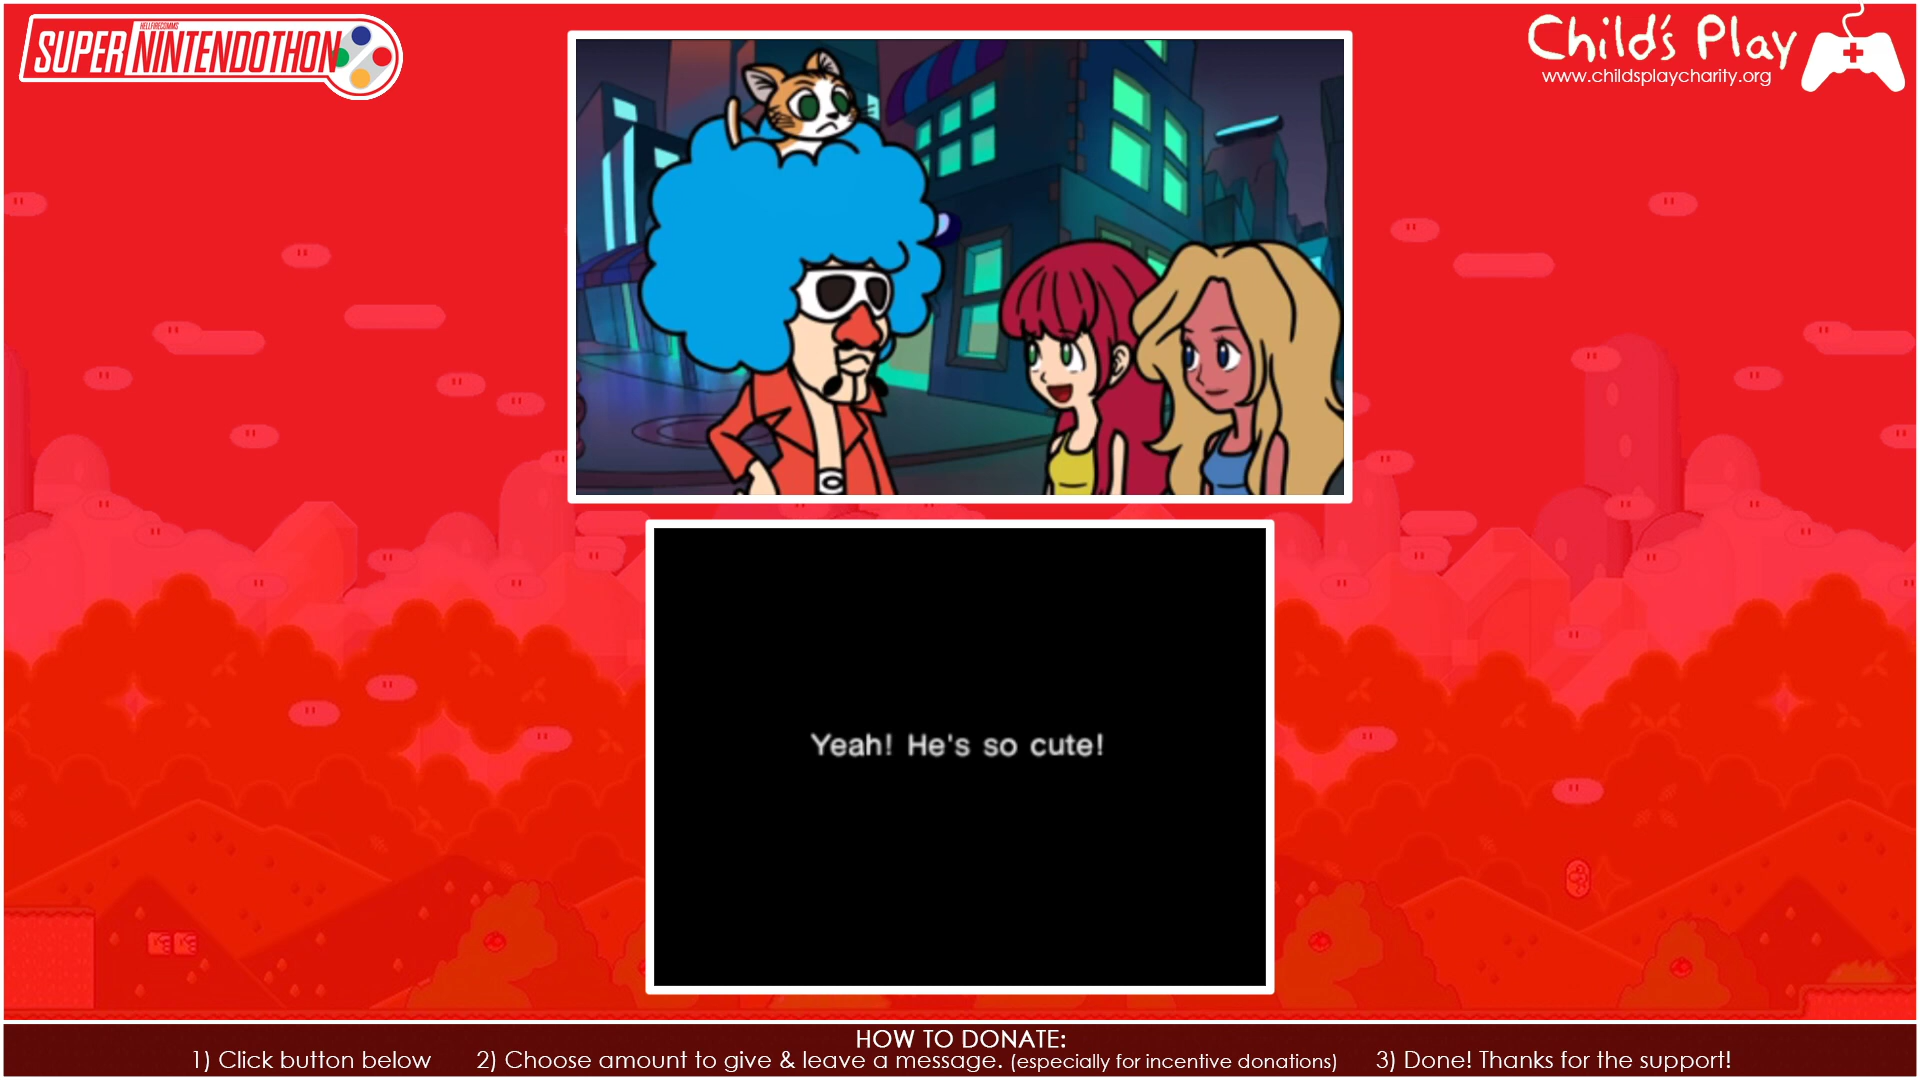 HELLFIRECOMMS
SUPER NINTENDOTHON
Child's Play
www.childsplaycharity.org
Yeah! He's so cute!
HOW TO DONATE:
1) Click button below 2) Choose amount to give & leave a message. (especially for incentive donations) 3) Done! Thanks for the support!